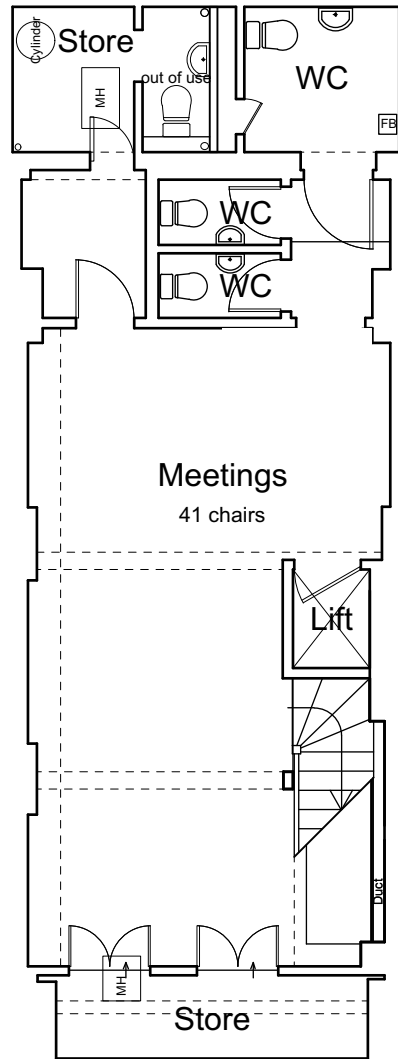 Cylinder
Store
MH
out of use
WC
FB
WC
WC
Meetings
41 chairs
Lift
Duct
MH
Store